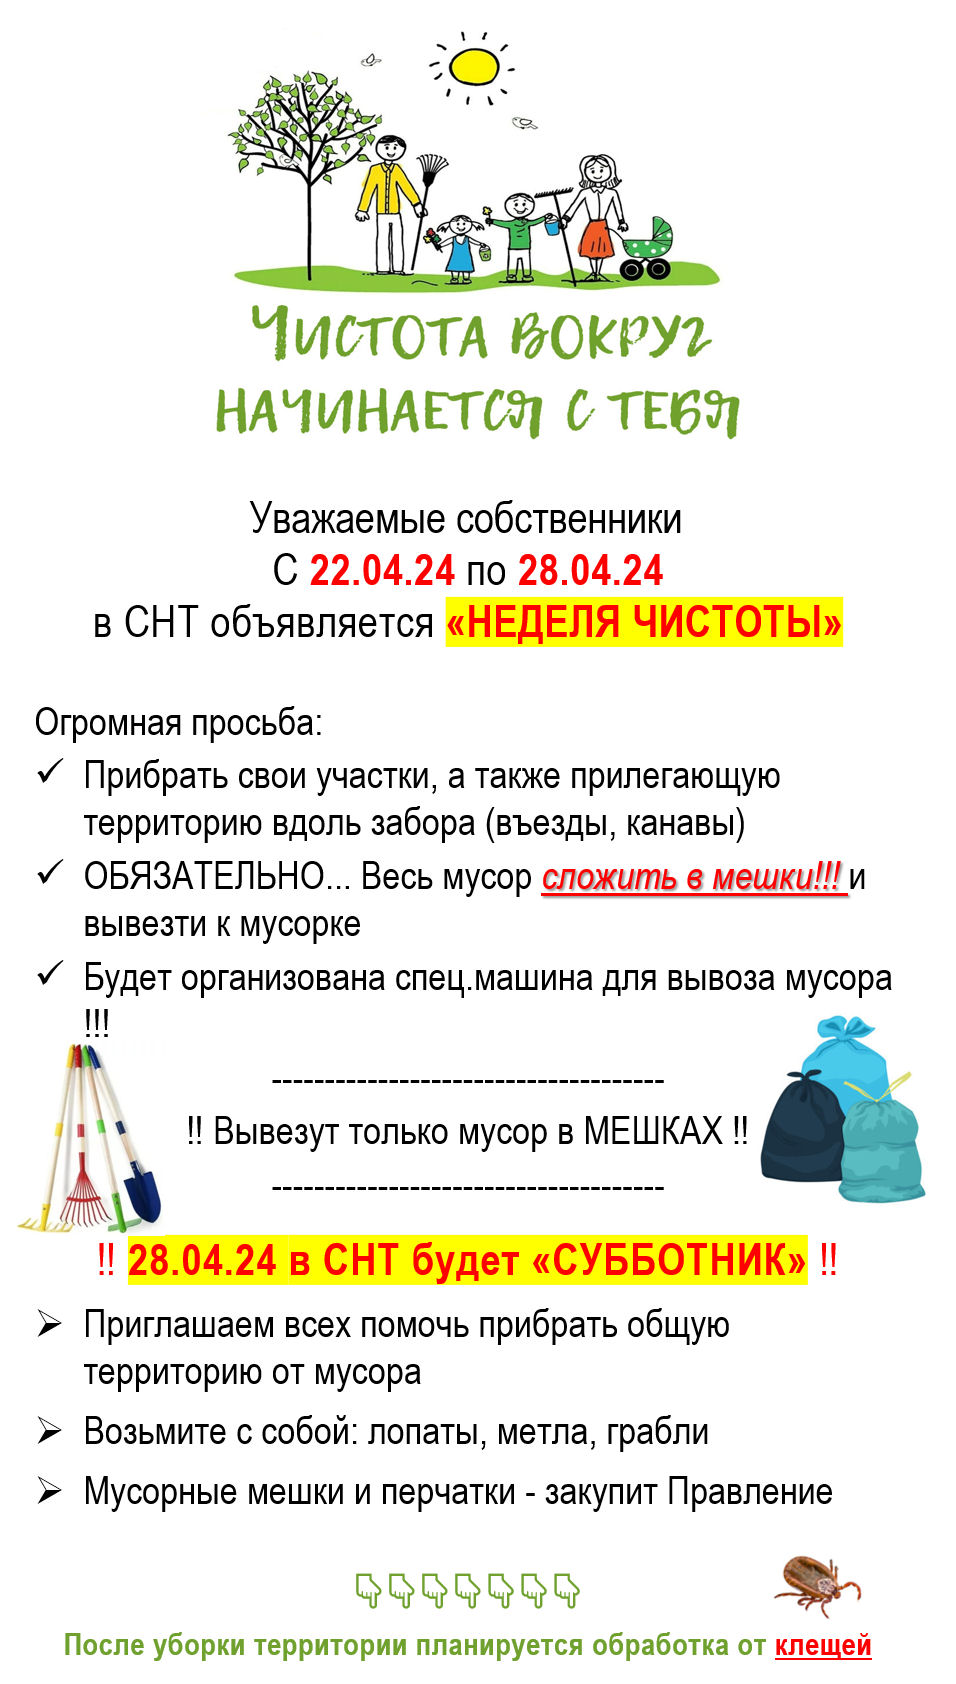 Чистота вокруг
начинается с тебя
Уважаемые собственники
С 22.04.24 по 28.04.24
в СНТ объявляется «НЕДЕЛЯ ЧИСТОТЫ»
Огромная просьба:
✓ Прибрать свои участки, а также прилегающую
территорию вдоль забора (въезды, канавы)
✓ ОБЯЗАТЕЛЬНО... Весь мусор сложить в мешки!!! и
вывезти к мусорке
✓ Будет организована спец.машина для вывоза мусора
!!!
-------------------------------------
!! Вывезут только мусор в МЕШКАХ !!
-------------------------------------
!! 28.04.24 в СНТ будет «СУББОТНИК» !!
➢ Приглашаем всех помочь прибрать общую
территорию от мусора
➢ Возьмите с собой: лопаты, метла, грабли
➢ Мусорные мешки и перчатки - закупит Правление
После уборки территории планируется обработка от клещей